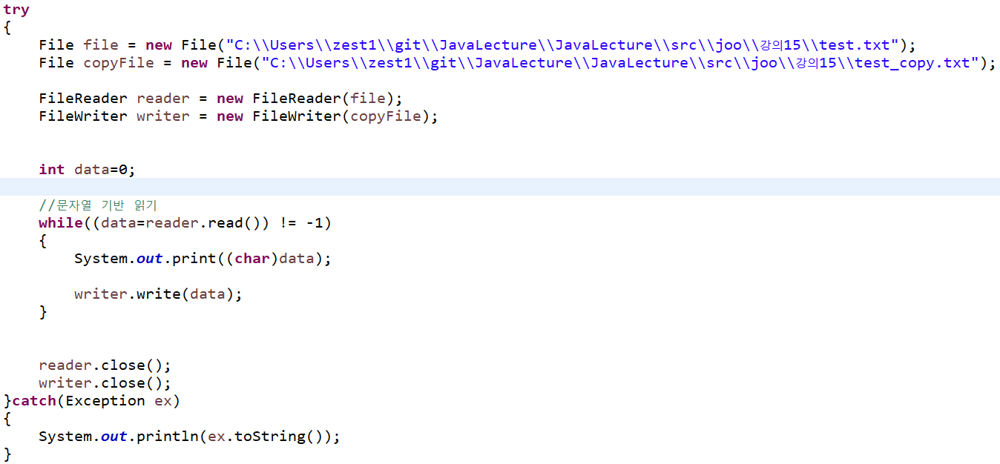 try
{
File file = new File("C:\\Users\\zest1\\git\\JavaLecture\\JavaLecture\\src\\joo\\강의15\\test.txt");
File copyFile = new File("C:\\Users\\zest1\\git\\JavaLecture\\JavaLecture\\src\\joo\\강의15\\test_copy.txt");
FileReader reader = new FileReader(file);
FileWriter writer = new FileWriter(copyFile);
int data=0;
//문자열 기반 읽기
while((data=reader.read()) != -1)
{
System.out.print((char)data);
writer.write(data);
}
reader.close();
writer.close();
}catch(Exception ex)
{
System.out.println(ex.toString());
}